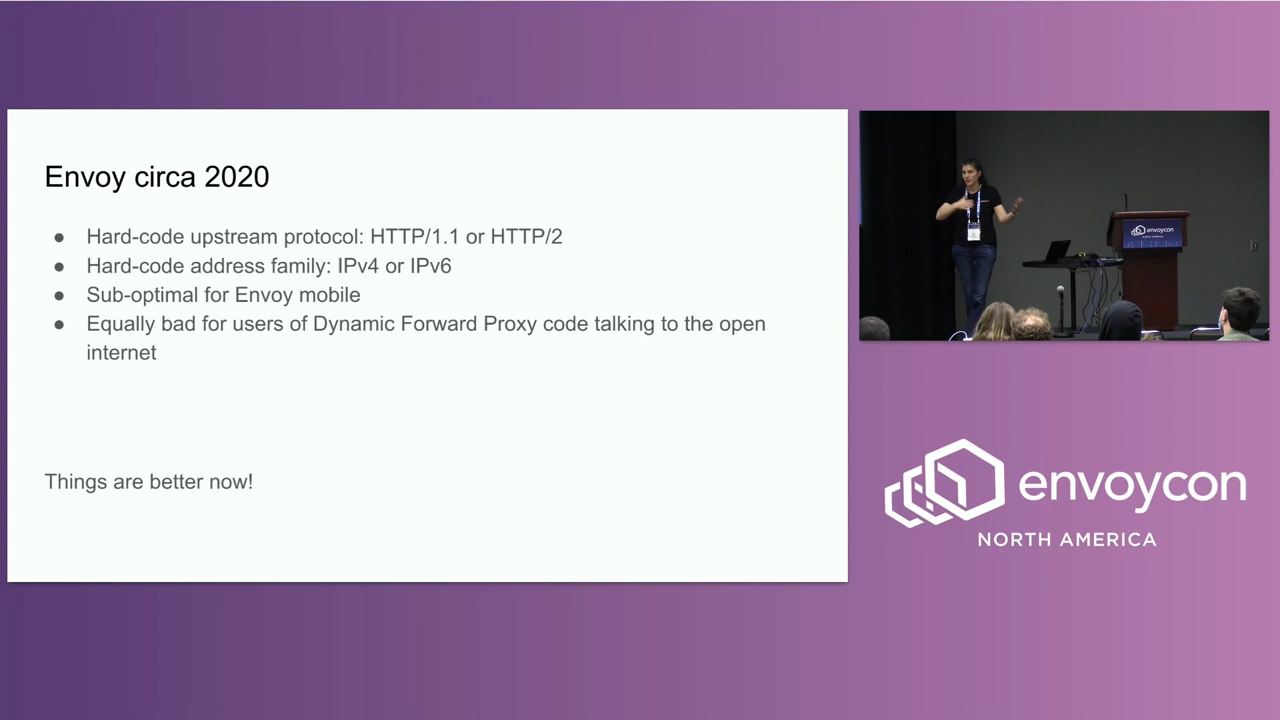 Envoy circa 2020
● Hard-code upstream protocol: HTTP/1.1 or HTTP/2
● Hard-code address family: IPv4 or IPv6
● Sub-optimal for Envoy mobile
● Equally bad for users of Dynamic Forward Proxy code talking to the open
internet
Things are better now!
envoycon
envoycon
NORTH AMERICA